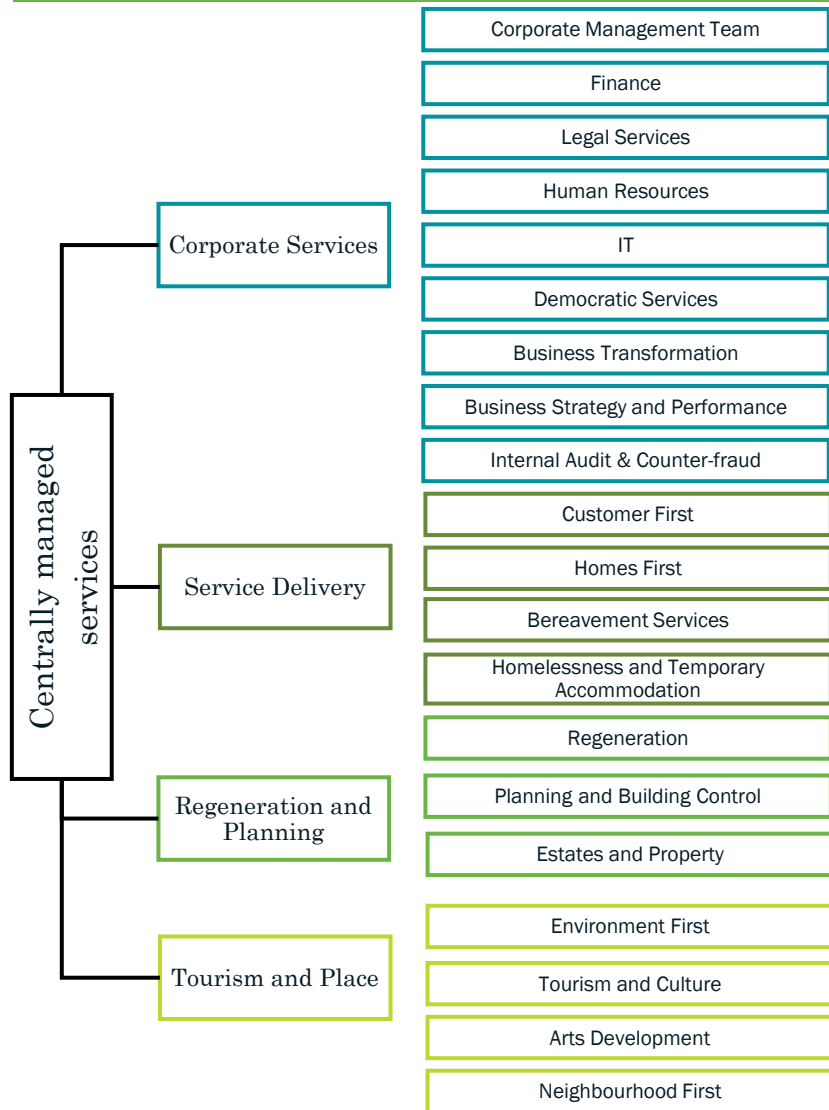 Centrally managed
services
Corporate Services
Corporate Management Team
Finance
Legal Services
Human Resources
IT
Democratic Services
Business Transformation
Business Strategy and Performance
Internal Audit & Counter-fraud
Service Delivery
Customer First
Homes First
Bereavement Services
Homelessness and Temporary
Accommodation
Regeneration and
Planning
Regeneration
Planning and Building Control
Estates and Property
Tourism and Place
Environment First
Tourism and Culture
Arts Development
Neighbourhood First